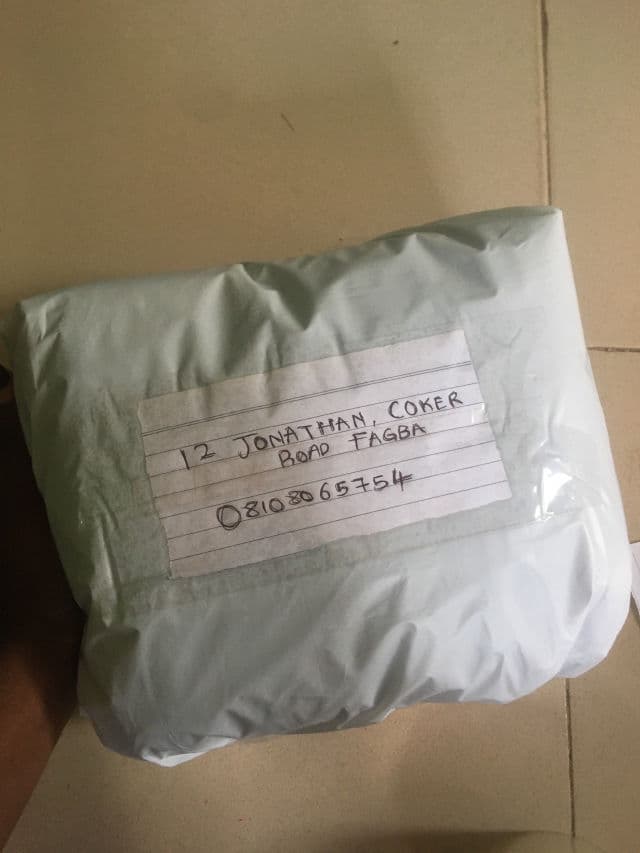 12 JONATHAN, COKER
ROAD FAGBA
08108065754